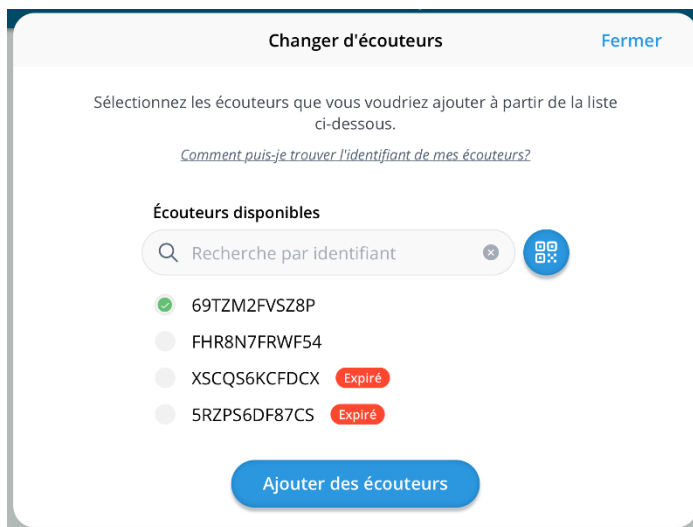 Changer d'écouteurs
Fermer
Sélectionnez les écouteurs que vous voudriez ajouter à partir de la liste
ci-dessous.
Comment puis-je trouver l'identifiant de mes écouteurs?
Écouteurs disponibles
Recherche par identifiant
69TZM2FVSZ8P
FHR8N7FRWF54
XSCQS6KCFDCX Expiré
5RZPS6DF87CS Expiré
Ajouter des écouteurs